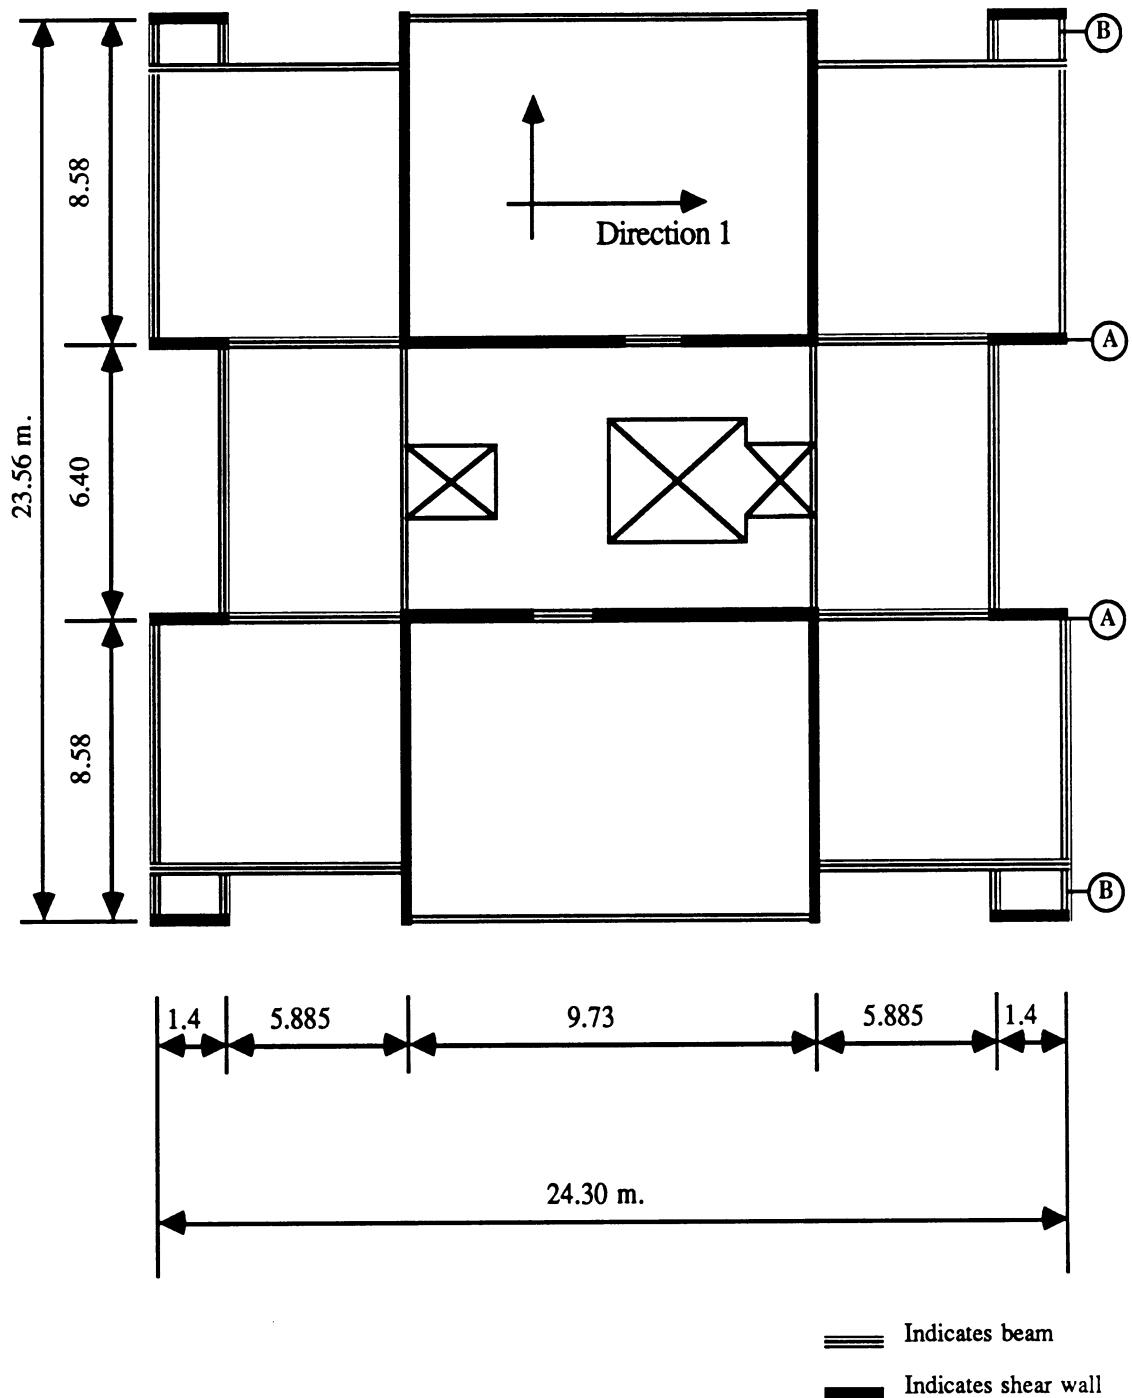 B
8.58
Direction 1
A
23.56 m.
6.40
A
8.58
B
1.4
5.885
9.73
5.885
1.4
24.30 m.
Indicates beam
Indicates shear wall